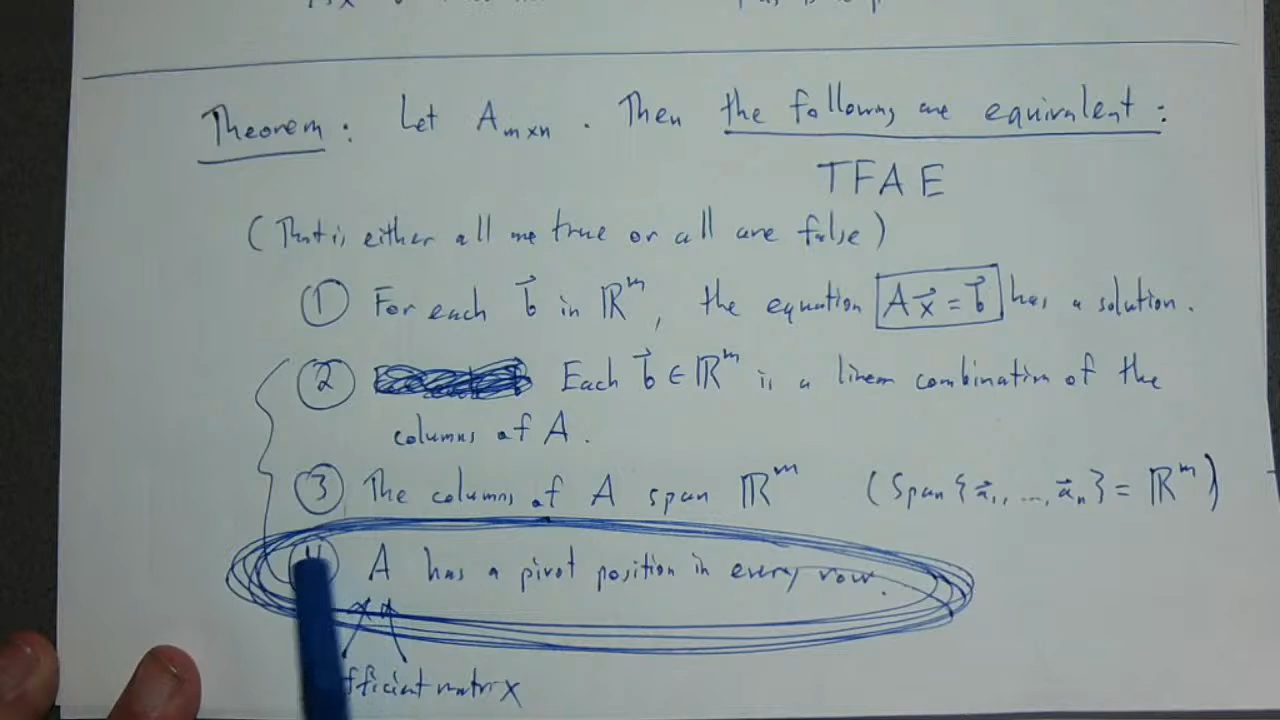 Theorem: Let A m×n. Then the following are equivalent:
TFAE
(That is either all are true or all are false)
① For each b⃗ in ℝᵐ, the equation Ax⃗ = b⃗ has a solution.
② Each b⃗ ∈ ℝᵐ is a linear combination of the
columns of A.
③ The columns of A span ℝᵐ (Span{a⃗₁, ..., a⃗ₙ} = ℝᵐ)
④ A has a pivot position in every row.
matrix